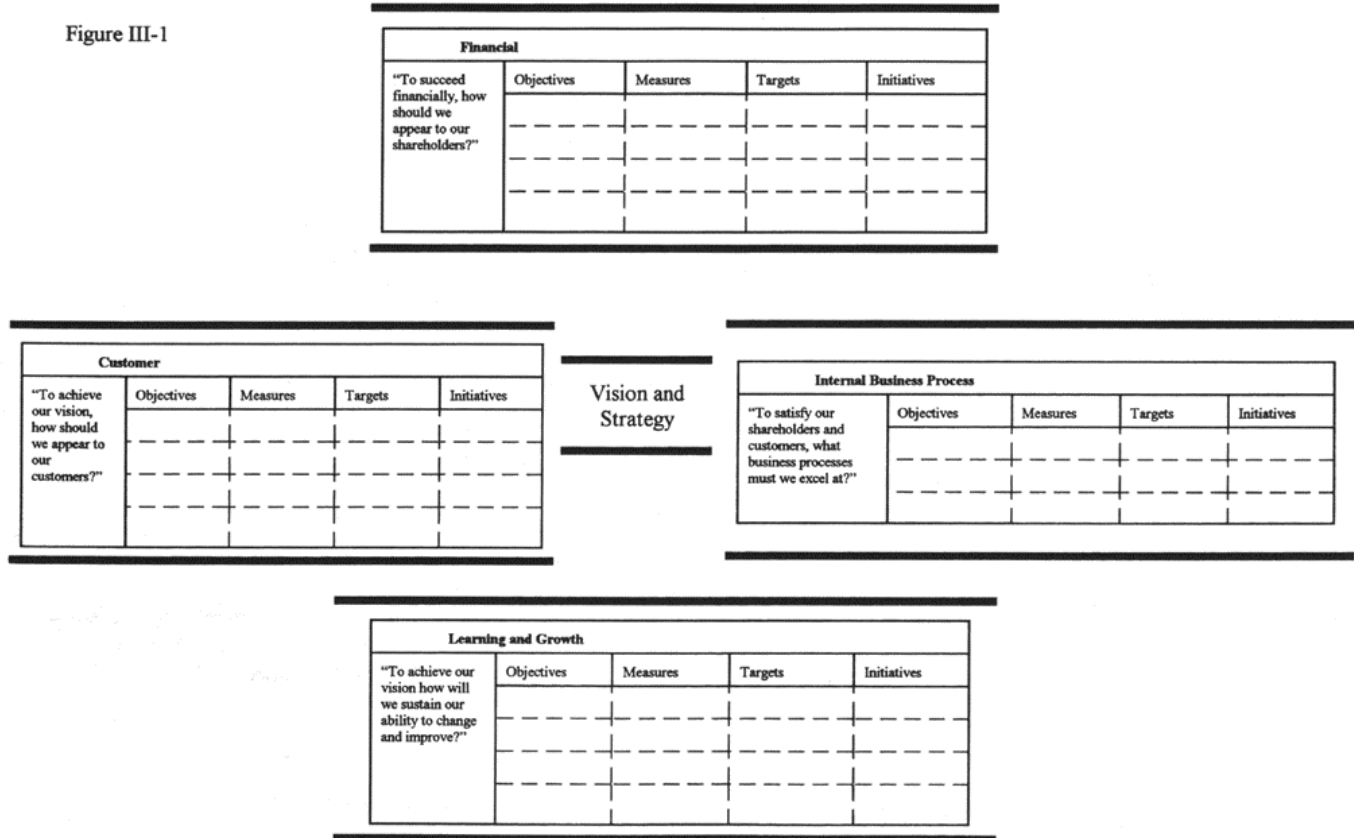 Figure III-1
Financial
“To succeed
financially, how
should we
appear to our
shareholders?”
Objectives Measures Targets Initiatives
Customer
“To achieve
our vision,
how should
we appear to
our
customers?”
Objectives Measures Targets Initiatives
Vision and
Strategy
Internal Business Process
“To satisfy our
shareholders and
customers, what
business processes
must we excel at?”
Objectives Measures Targets Initiatives
Learning and Growth
“To achieve our
vision how will
we sustain our
ability to change
and improve?”
Objectives Measures Targets Initiatives